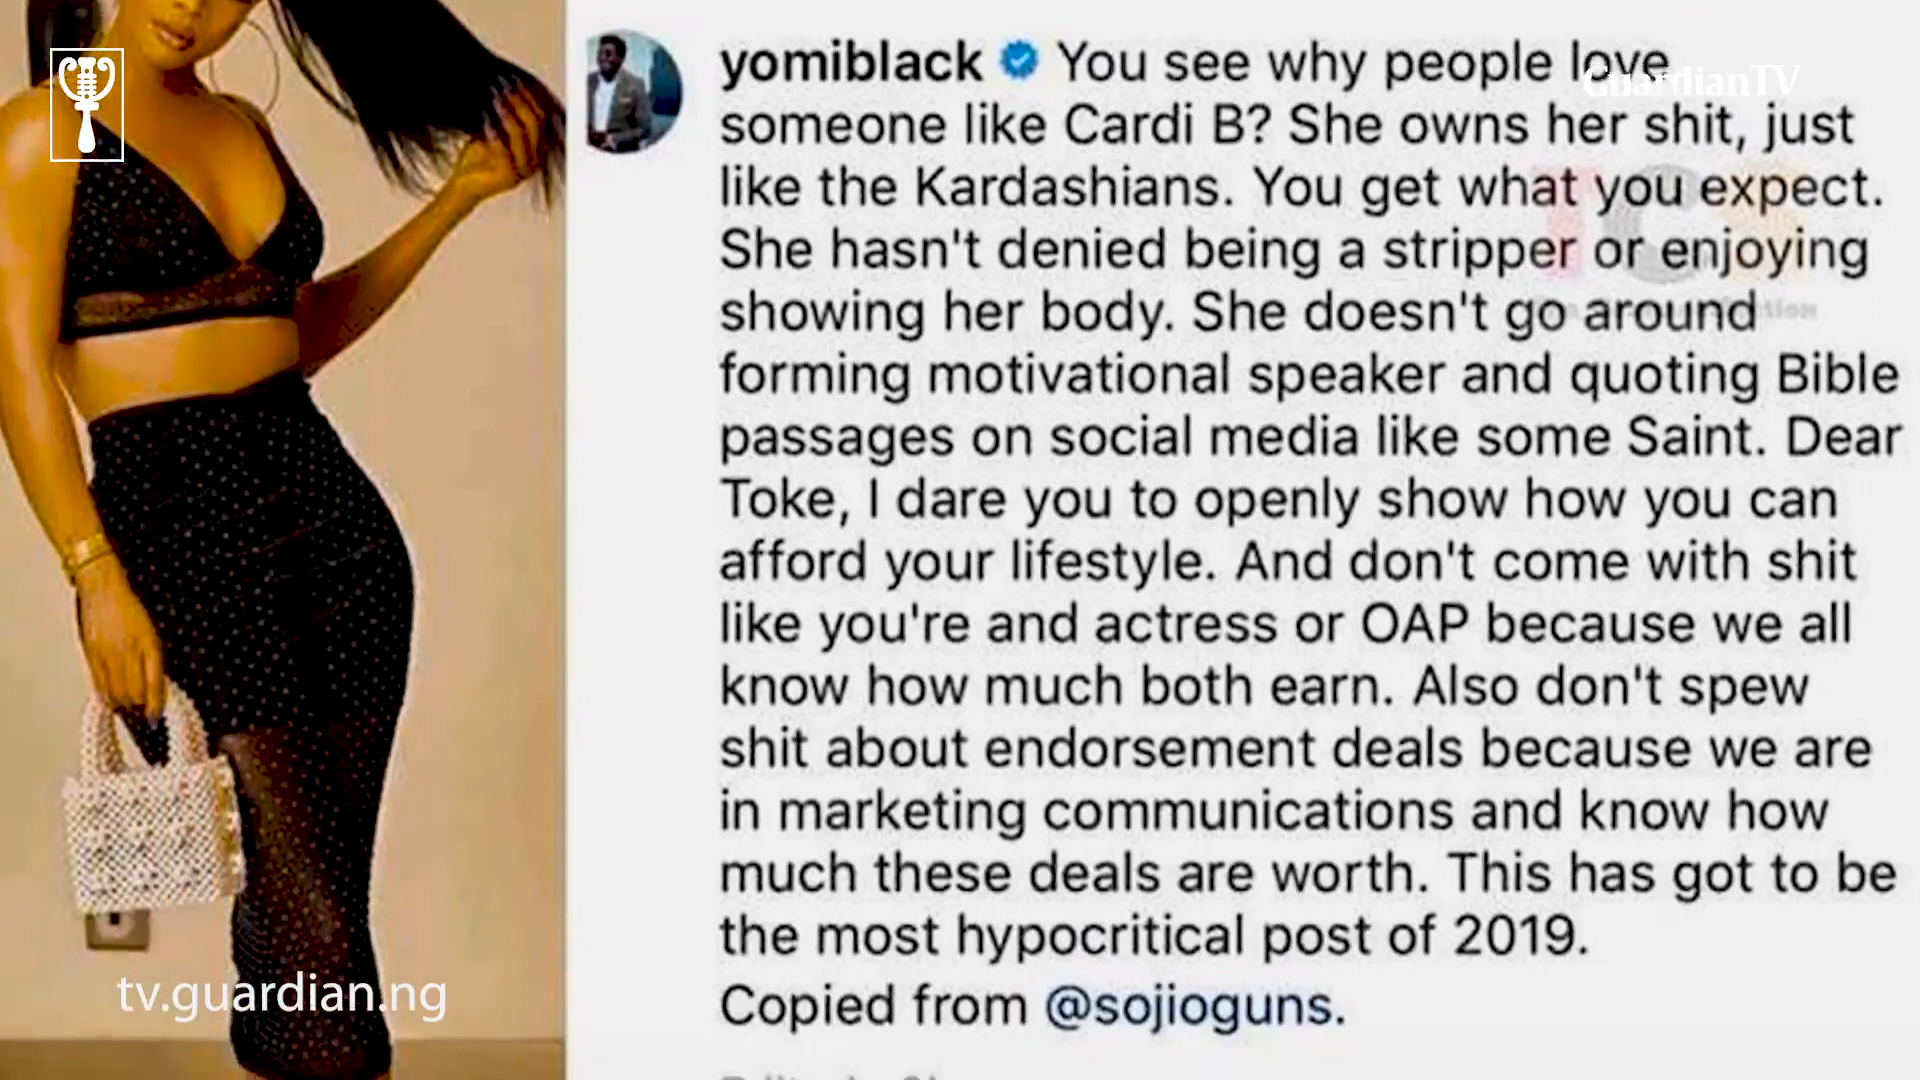 yomiblack You see why people love
GuardianTV
someone like Cardi B? She owns her shit, just
like the Kardashians. You get what you expect.
She hasn't denied being a stripper or enjoying
showing her body. She doesn't go around
forming motivational speaker and quoting Bible
passages on social media like some Saint. Dear
Toke, I dare you to openly show how you can
afford your lifestyle. And don't come with shit
like you're and actress or OAP because we all
know how much both earn. Also don't spew
shit about endorsement deals because we are
in marketing communications and know how
much these deals are worth. This has got to be
the most hypocritical post of 2019.
Copied from @sojioguns.
tv.guardian.ng